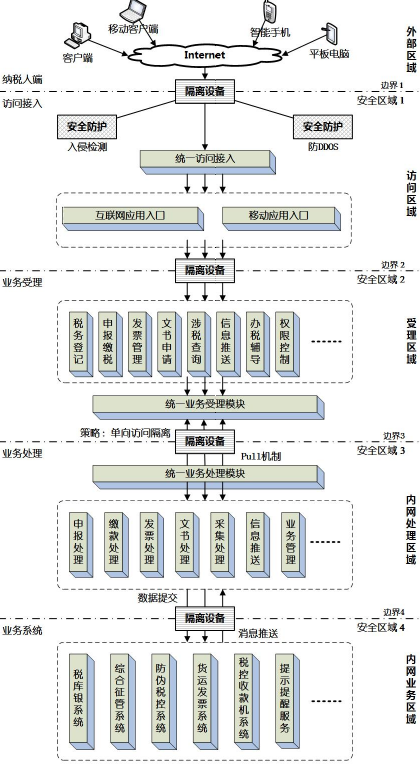 移动客户端
智能手机
客户端
Internet
平板电脑
外部区域
纳税人端
隔离设备
边界1
访问接入
安全区域1
安全防护
安全防护
入侵检测
防DDOS
统一访问接入
访问区域
互联网应用入口
移动应用入口
隔离设备
边界2
业务受理
安全区域2
税务登记
申报缴税
发票管理
文书申请
涉税查询
信息推送
办税辅导
权限控制
......
受理区域
统一业务受理模块
策略：单向访问隔离
隔离设备
边界3
业务处理
安全区域3
Pull机制
统一业务处理模块
申报处理
缴款处理
发票处理
文书处理
采集处理
信息推送
业务管理
......
内网处理区域
数据提交
隔离设备
边界4
业务系统
安全区域4
消息推送
税库银系统
综合征管系统
防伪税控系统
货运发票系统
税控收款机系统
提示提醒服务
......
内网业务区域